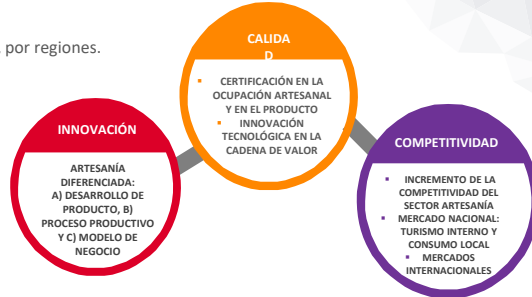 por regiones.
CALIDA
D
▪ CERTIFICACIÓN EN LA
OCUPACIÓN ARTESANAL
Y EN EL PRODUCTO
▪ INNOVACIÓN
TECNOLÓGICA EN LA
CADENA DE VALOR
INNOVACIÓN
ARTESANÍA
DIFERENCIADA:
A) DESARROLLO DE
PRODUCTO, B)
PROCESO PRODUCTIVO
Y C) MODELO DE
NEGOCIO
COMPETITIVIDAD
▪ INCREMENTO DE LA
COMPETITIVIDAD DEL
SECTOR ARTESANÍA
▪ MERCADO NACIONAL:
TURISMO INTERNO Y
CONSUMO LOCAL
▪ MERCADOS
INTERNACIONALES